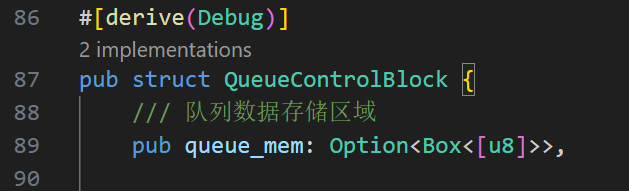 86 #[derive(Debug)]
2 implementations
87 pub struct QueueControlBlock {
88 /// 队列数据存储区域
89 pub queue_mem: Option<Box<[u8]>>,
90